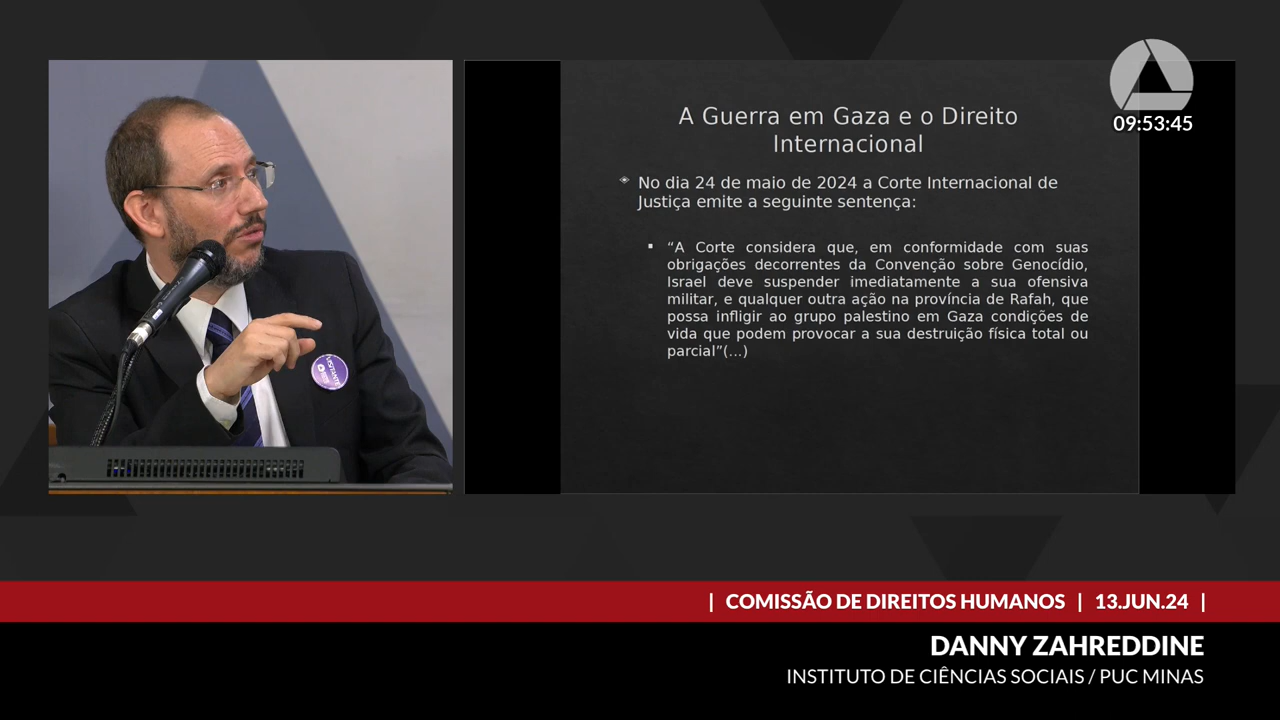 09:53:45
A Guerra em Gaza e o Direito
Internacional
No dia 24 de maio de 2024 a Corte Internacional de
Justiça emite a seguinte sentença:
“A Corte considera que, em conformidade com suas
obrigações decorrentes da Convenção sobre Genocídio,
Israel deve suspender imediatamente a sua ofensiva
militar, e qualquer outra ação na província de Rafah, que
possa infligir ao grupo palestino em Gaza condições de
vida que podem provocar a sua destruição física total ou
parcial”(...)
VISITANTE
| COMISSÃO DE DIREITOS HUMANOS | 13.JUN.24 |
DANNY ZAHREDDINE
INSTITUTO DE CIÊNCIAS SOCIAIS / PUC MINAS